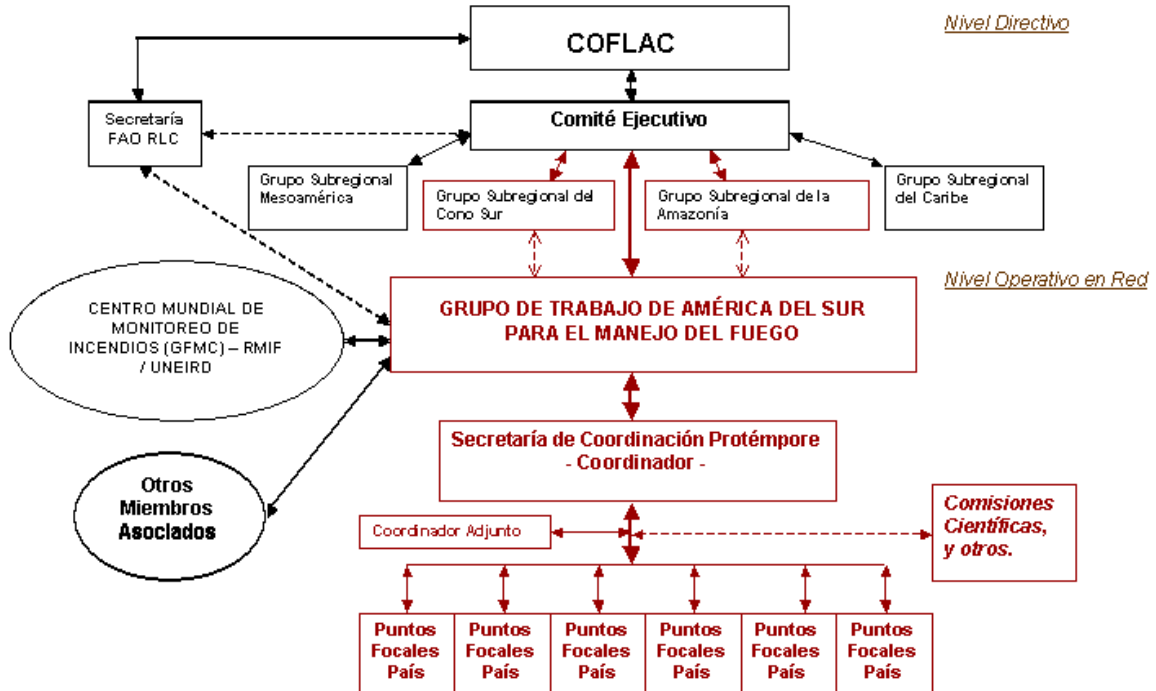 Nivel Directivo
COFLAC
Secretaría
FAO RLC
Comité Ejecutivo
Grupo Subregional
Mesoamérica
Grupo Subregional del
Cono Sur
Grupo Subregional de la
Amazonía
Grupo Subregional
del Caribe
Nivel Operativo en Red
CENTRO MUNDIAL DE
MONITOREO DE
INCENDIOS (GFMC) – RMIF
/ UNEIRD
GRUPO DE TRABAJO DE AMÉRICA DEL SUR
PARA EL MANEJO DEL FUEGO
Secretaría de Coordinación Protémpore
- Coordinador -
Otros
Miembros
Asociados
Coordinador Adjunto
Comisiones
Científicas,
y otros.
Puntos
Focales
País
Puntos
Focales
País
Puntos
Focales
País
Puntos
Focales
País
Puntos
Focales
País
Puntos
Focales
País